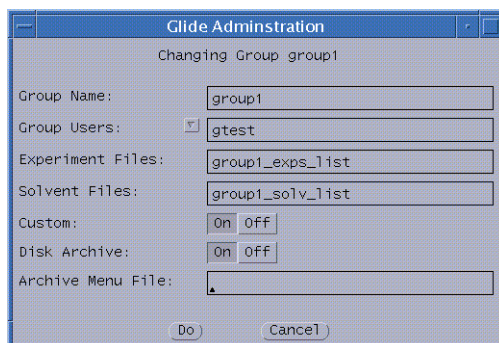 Glide Adminstration
Changing Group group1
Group Name: group1
Group Users: gtest
Experiment Files: group1_exps_list
Solvent Files: group1_solv_list
Custom: On Off
Disk Archive: On Off
Archive Menu File:
Do Cancel